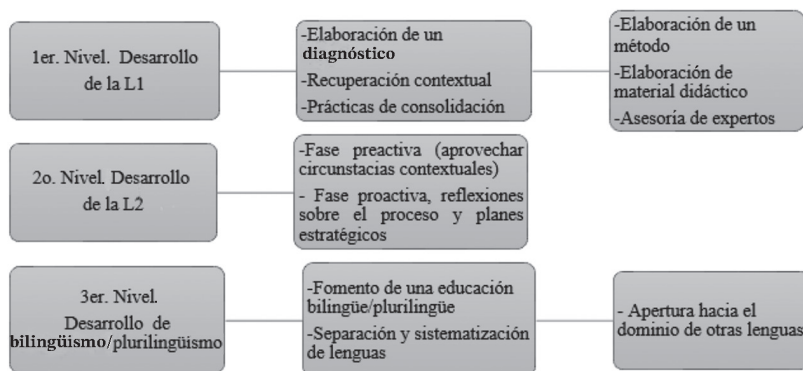 1er. Nivel. Desarrollo
de la L1
-Elaboración de un
diagnóstico
-Recuperación contextual
-Prácticas de consolidación
-Elaboración de un
método
-Elaboración de
material didáctico
-Asesoría de expertos
2o. Nivel. Desarrollo
de la L2
-Fase preactiva (aprovechar
circunstacias contextuales)
- Fase proactiva, reflexiones
sobre el proceso y planes
estratégicos
3er. Nivel.
Desarrollo de
bilingüismo/plurilingüismo
-Fomento de una educación
bilingüe/plurilingüe
-Separación y sistematización
de lenguas
- Apertura hacia el
dominio de otras lenguas